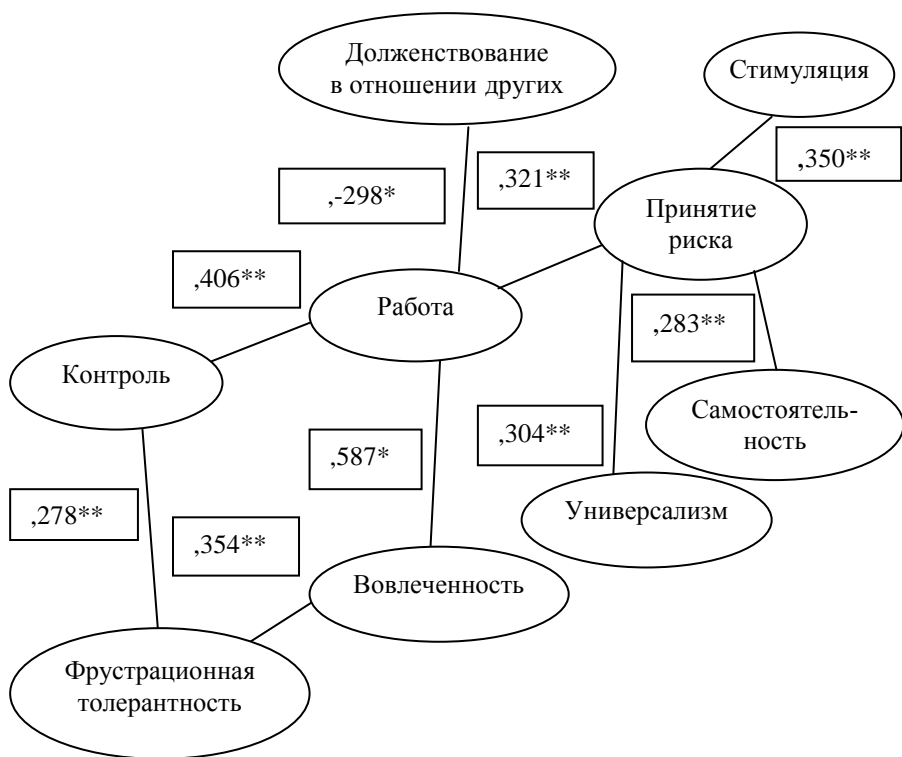 Долженствование
в отношении других
Стимуляция
,350**
,321**
,-298*
Принятие
риска
,406**
Работа
,283**
Контроль
Самостоятель-
ность
,304**
,587*
,278**
Универсализм
,354**
Вовлеченность
Фрустрационная
толерантность